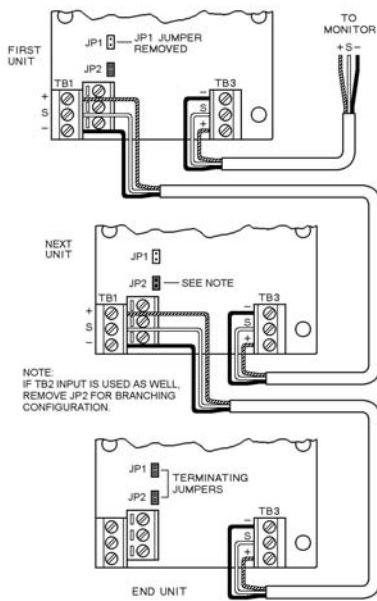 TO
MONITOR
+ S −
FIRST
UNIT
JP1 JP1 JUMPER
REMOVED
JP2
TB1
TB3
+
S
−
−
S
+
NEXT
UNIT
JP1
JP2 SEE NOTE
TB1
TB3
+
S
−
−
S
+
NOTE:
IF TB2 INPUT IS USED AS WELL,
REMOVE JP2 FOR BRANCHING
CONFIGURATION.
JP1
TERMINATING
JUMPERS
JP2
TB3
−
S
+
END UNIT